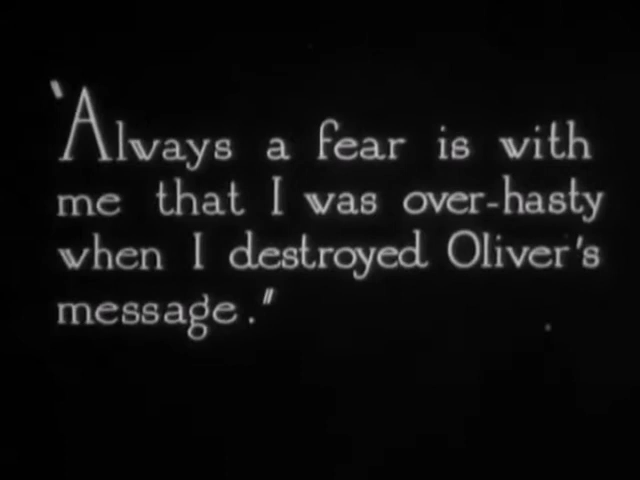 "Always a fear is with
me that I was over-hasty
when I destroyed Oliver's
message."